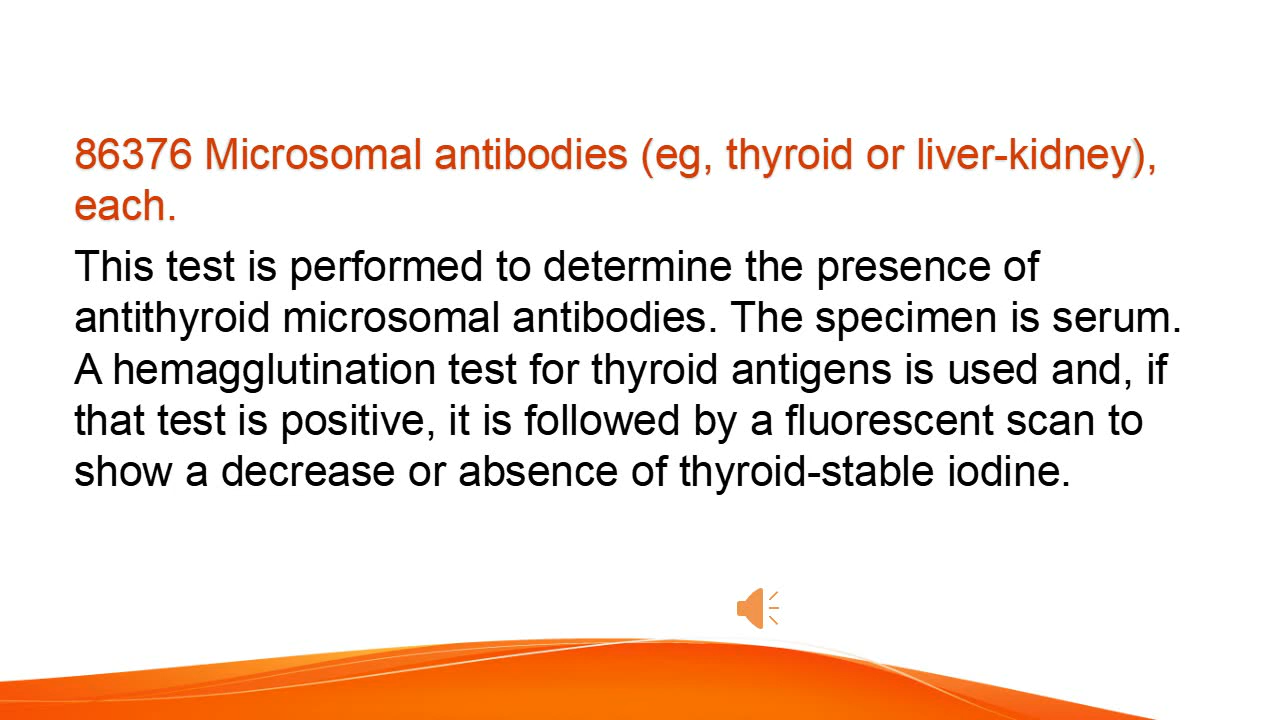 86376 Microsomal antibodies (eg, thyroid or liver-kidney),
each.
This test is performed to determine the presence of
antithyroid microsomal antibodies. The specimen is serum.
A hemagglutination test for thyroid antigens is used and, if
that test is positive, it is followed by a fluorescent scan to
show a decrease or absence of thyroid-stable iodine.